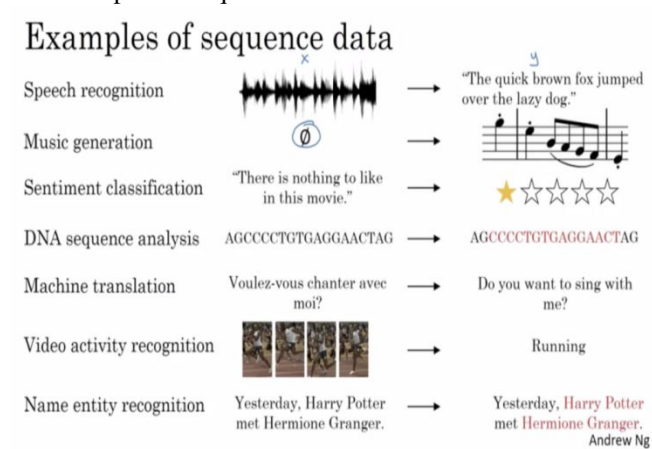 Examples of sequence data
x
y
Speech recognition
"The quick brown fox jumped
over the lazy dog."
Music generation
∅
Sentiment classification
"There is nothing to like
in this movie."
DNA sequence analysis
AGCCCCTGTGAGGAACTAG
AGCCCCTGTGAGGAACTAG
Machine translation
Voulez-vous chanter avec
moi?
Do you want to sing with
me?
Video activity recognition
Running
Name entity recognition
Yesterday, Harry Potter
met Hermione Granger.
Yesterday, Harry Potter
met Hermione Granger.
Andrew Ng